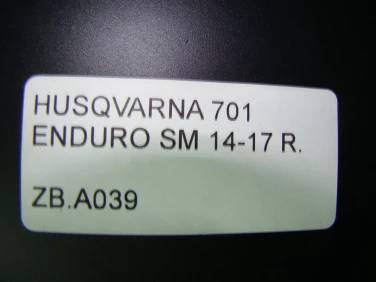 HUSQVARNA 701
ENDURO SM 14-17 R.
ZB.A039